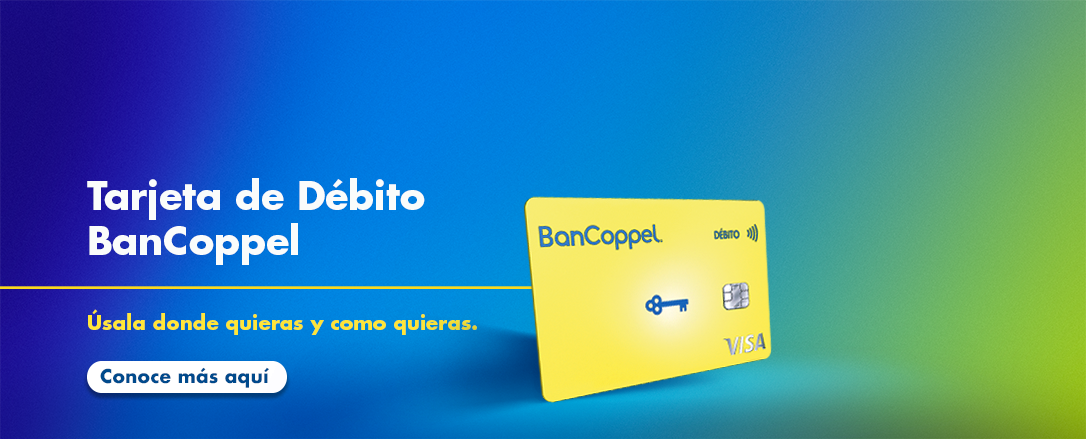 Tarjeta de Débito
BanCoppel
Úsala donde quieras y como quieras.
Conoce más aquí
BanCoppel.
DÉBITO
VISA